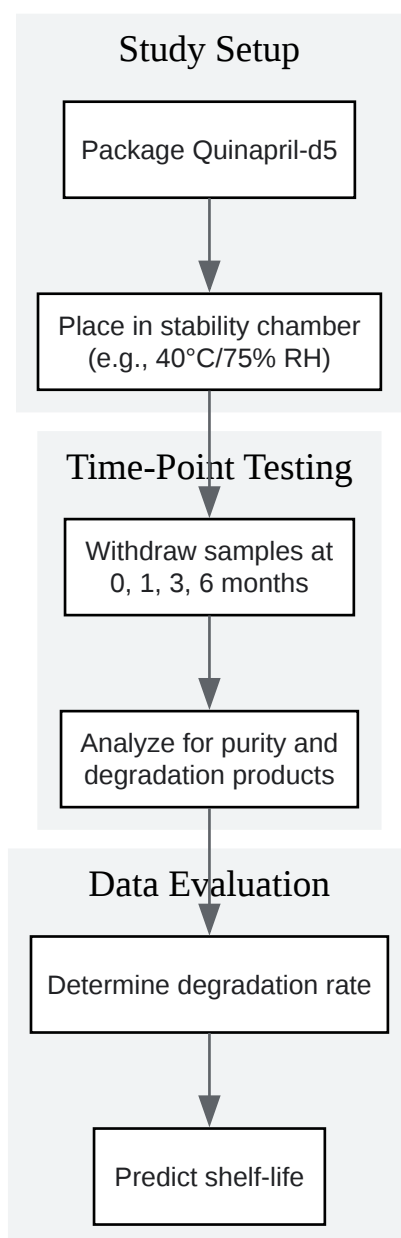 Study Setup
Package Quinapril-d5
Place in stability chamber
(e.g., 40°C/75% RH)
Time-Point Testing
Withdraw samples at
0, 1, 3, 6 months
Analyze for purity and
degradation products
Data Evaluation
Determine degradation rate
Predict shelf-life